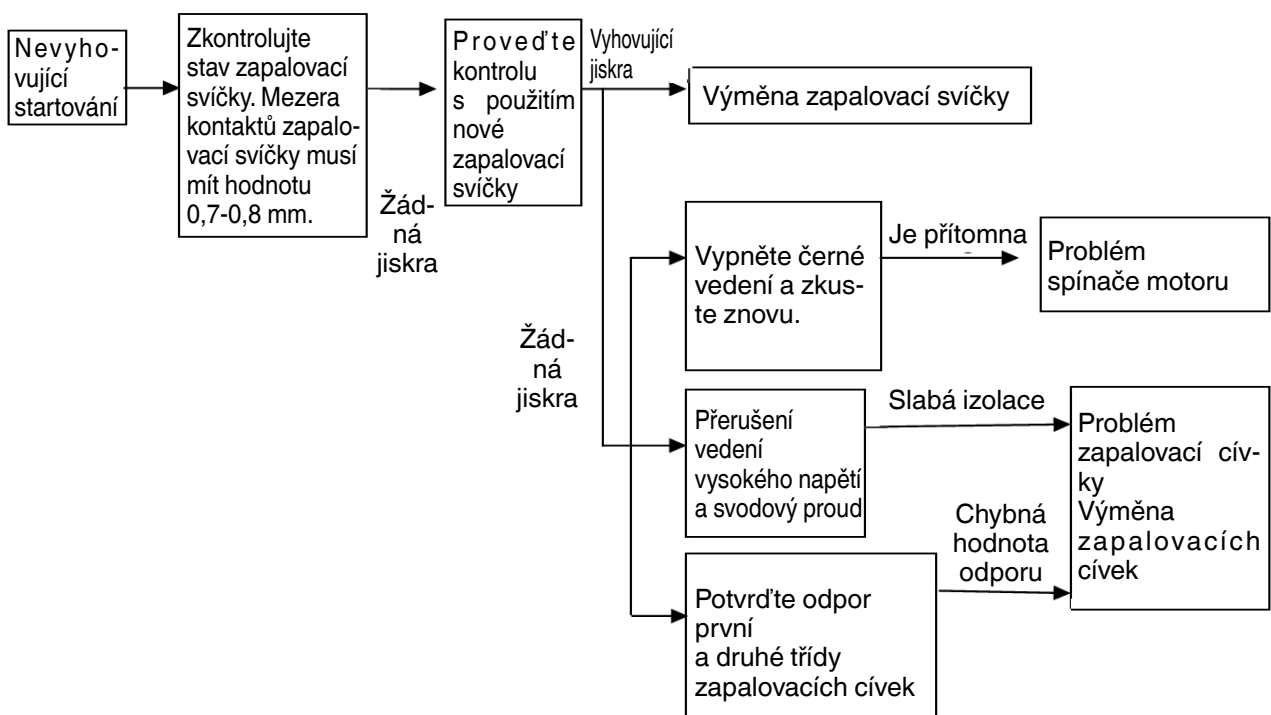 Nevyho-
vující
startování
Zkontrolujte
stav zapalovací
svíčky. Mezera
kontaktů zapalo-
vací svíčky musí
mít hodnotu
0,7-0,8 mm.
Žád-
ná
jiskra
Proveďte
kontrolu
s použitím
nové
zapalovací
svíčky
Vyhovující
jiskra
Výměna zapalovací svíčky
Žád-
ná
jiskra
Vypněte černé
vedení a zkus-
te znovu.
Je přítomna
Problém
spínače motoru
Přerušení
vedení
vysokého napětí
a svodový proud
Slabá izolace
Potvrďte odpor
první
a druhé třídy
zapalovacích cívek
Chybná
hodnota
odporu
Problém
zapalovací cív-
ky
Výměna
zapalovacích
cívek